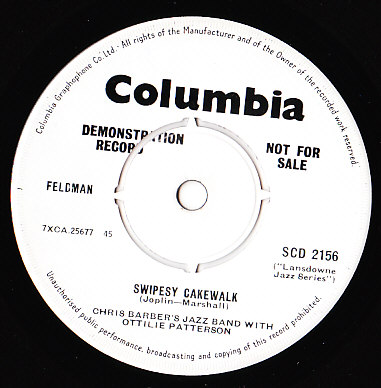 Columbia Graphophone Co. Ltd.- All rights of the Manufacturer and of the Owner of the recorded work reserved.
Columbia
DEMONSTRATION RECORD
NOT FOR SALE
FELDMAN
7XCA.25677 45
SCD 2156
("Lansdowne
Jazz Series")
SWIPESY CAKEWALK
(Joplin—Marshall)
CHRIS BARBER'S JAZZ BAND WITH
OTTILIE PATTERSON
Unauthorised public performance, broadcasting and copying of this record prohibited.